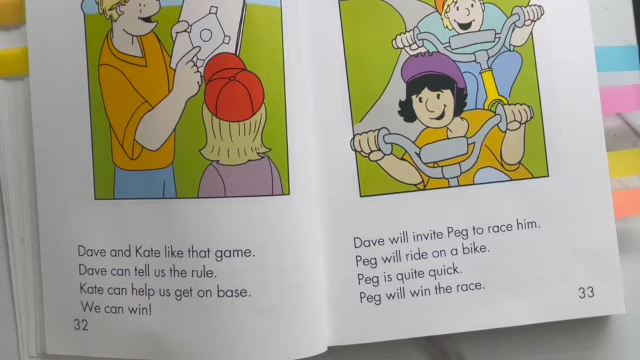 Dave and Kate like that game.
Dave can tell us the rule.
Kate can help us get on base.
We can win!
32
Dave will invite Peg to race him.
Peg will ride on a bike.
Peg is quite quick.
Peg will win the race.
33